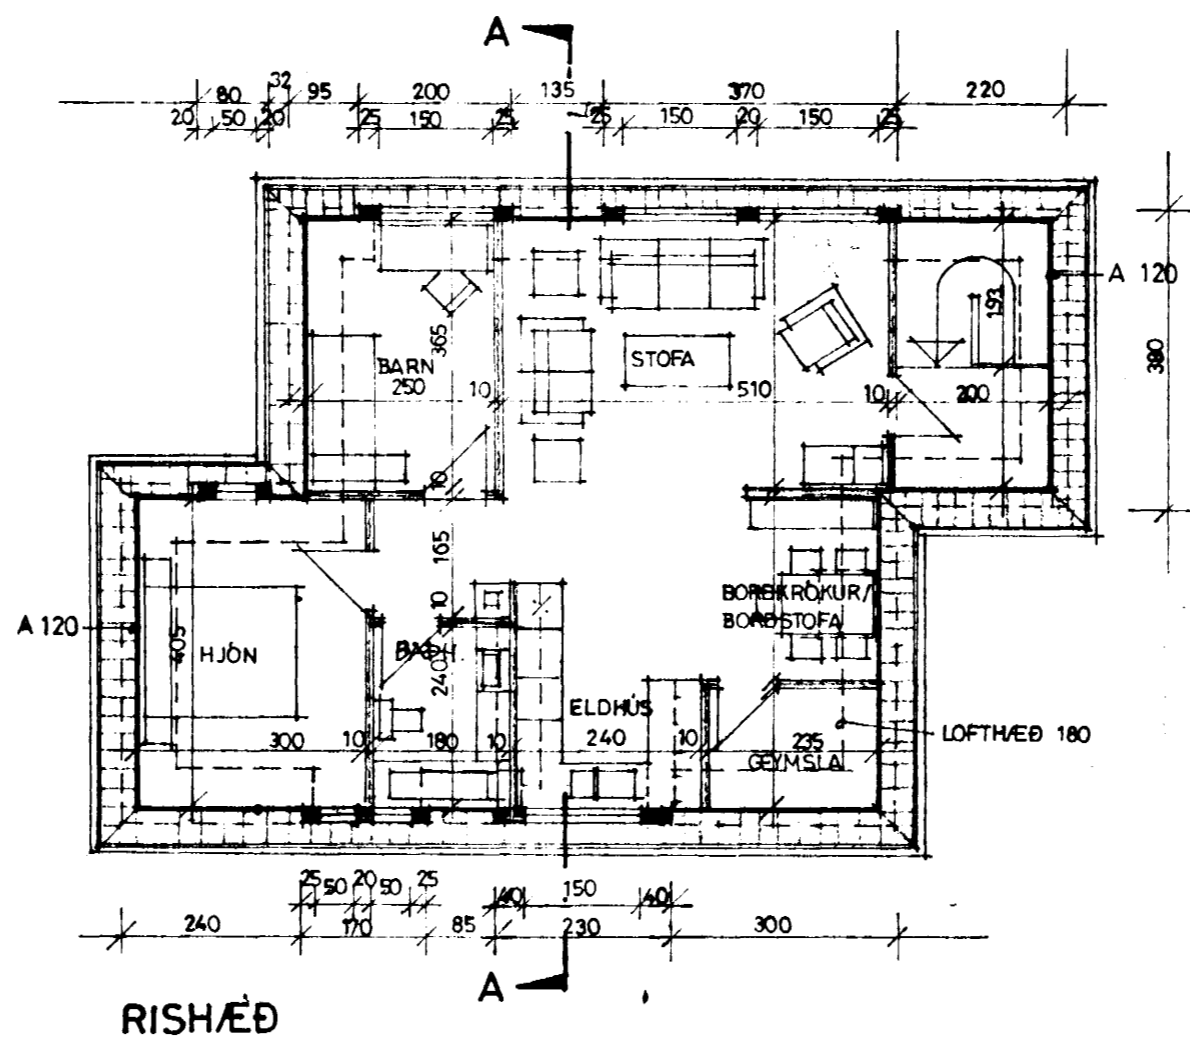 A
32
80 95 200 135 370 220
20 50 20 25 150 25 25 150 20 150 25
A 120
193
365
380
BARN
STOFA
250 10 510 10 200
10
165
10
BORÐKRÓKUR/
BORÐSTOFA
A 120
405
HJÓN
BAÐH
240
ELDHÚS
300 10 180 10 240 10 235
LOFTHÆÐ 180
GEYMSLA
25 50 20 50 25 40 150 40
240 170 85 230 300
A
RISHÆÐ